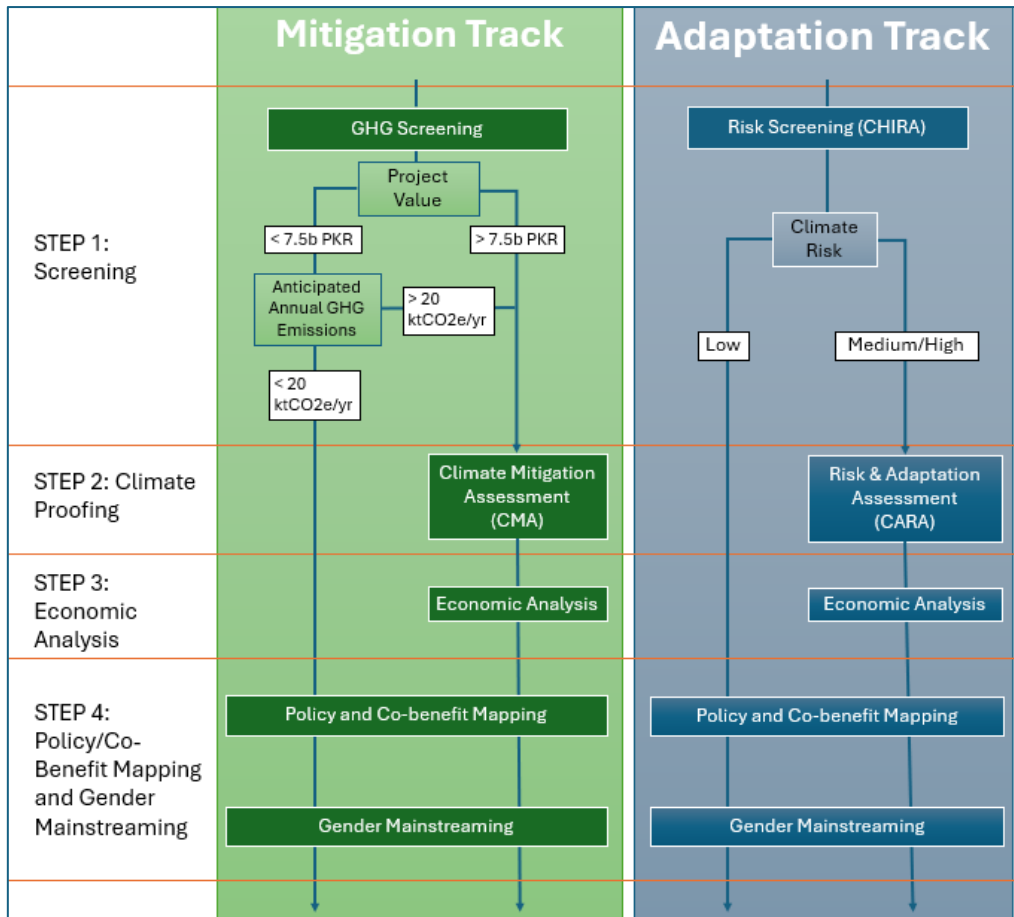 Mitigation Track
Adaptation Track
STEP 1:
Screening
GHG Screening
Project
Value
< 7.5b PKR
> 7.5b PKR
Anticipated
Annual GHG
Emissions
> 20
ktCO2e/yr
< 20
ktCO2e/yr
Risk Screening (CHIRA)
Climate
Risk
Low
Medium/High
STEP 2: Climate
Proofing
Climate Mitigation
Assessment
(CMA)
Risk & Adaptation
Assessment
(CARA)
STEP 3:
Economic
Analysis
Economic Analysis
Economic Analysis
STEP 4:
Policy/Co-
Benefit Mapping
and Gender
Mainstreaming
Policy and Co-benefit Mapping
Policy and Co-benefit Mapping
Gender Mainstreaming
Gender Mainstreaming